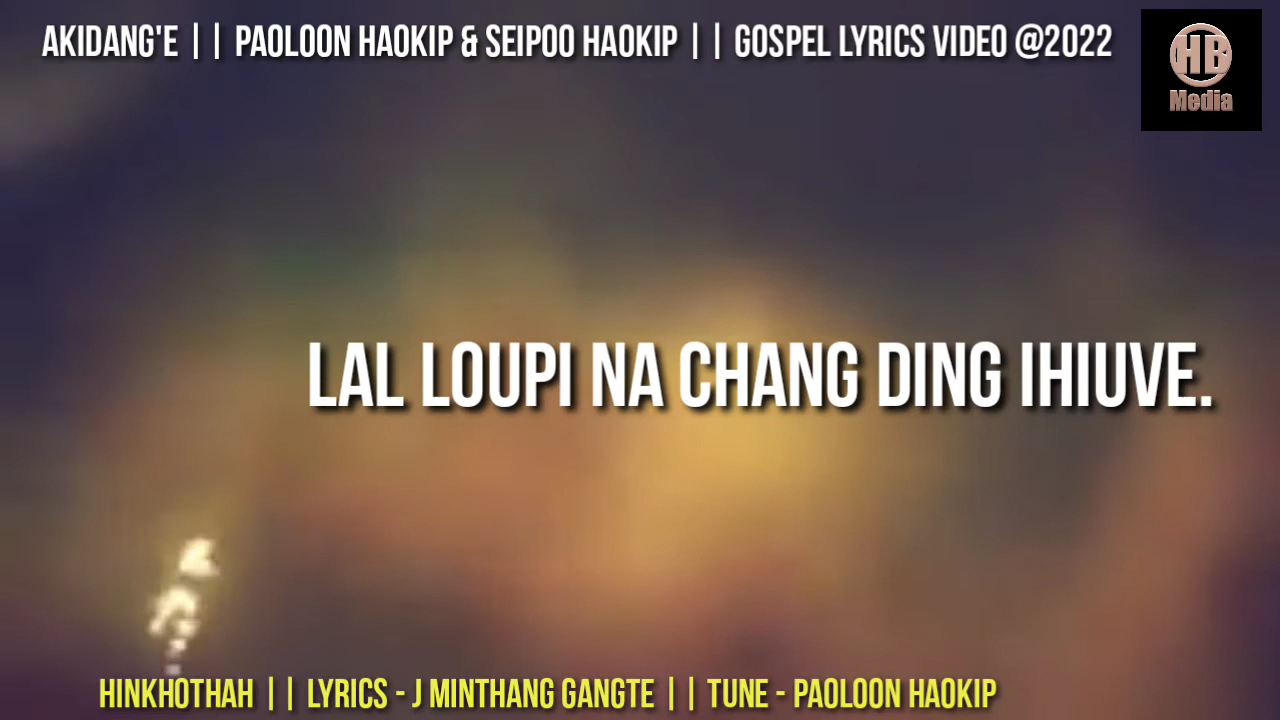 AKIDANG'E || PAOLOON HAOKIP & SEIPOO HAOKIP || GOSPEL LYRICS VIDEO @2022
HB
Media
LAL LOUPI NA CHANG DING IHIUVE.
HINKHOTHAH || LYRICS - J MINTHANG GANGTE || TUNE - PAOLOON HAOKIP